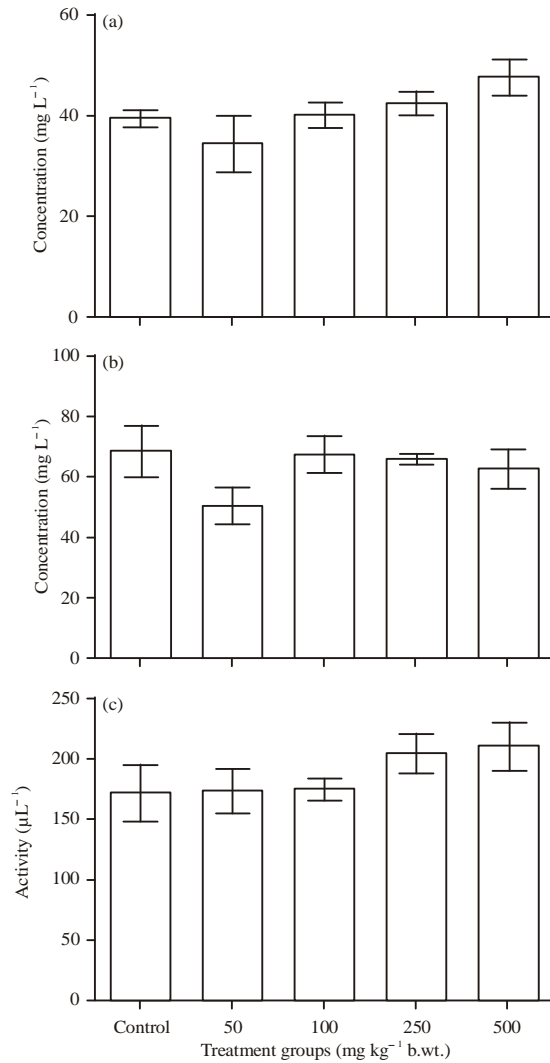 (a)
Concentration (mg L⁻¹)
60
40
20
0
(b)
Concentration (mg L⁻¹)
100
80
60
40
20
0
(c)
Activity (µL⁻¹)
250
200
150
100
50
0
Control 50 100 250 500
Treatment groups (mg kg⁻¹ b.wt.)